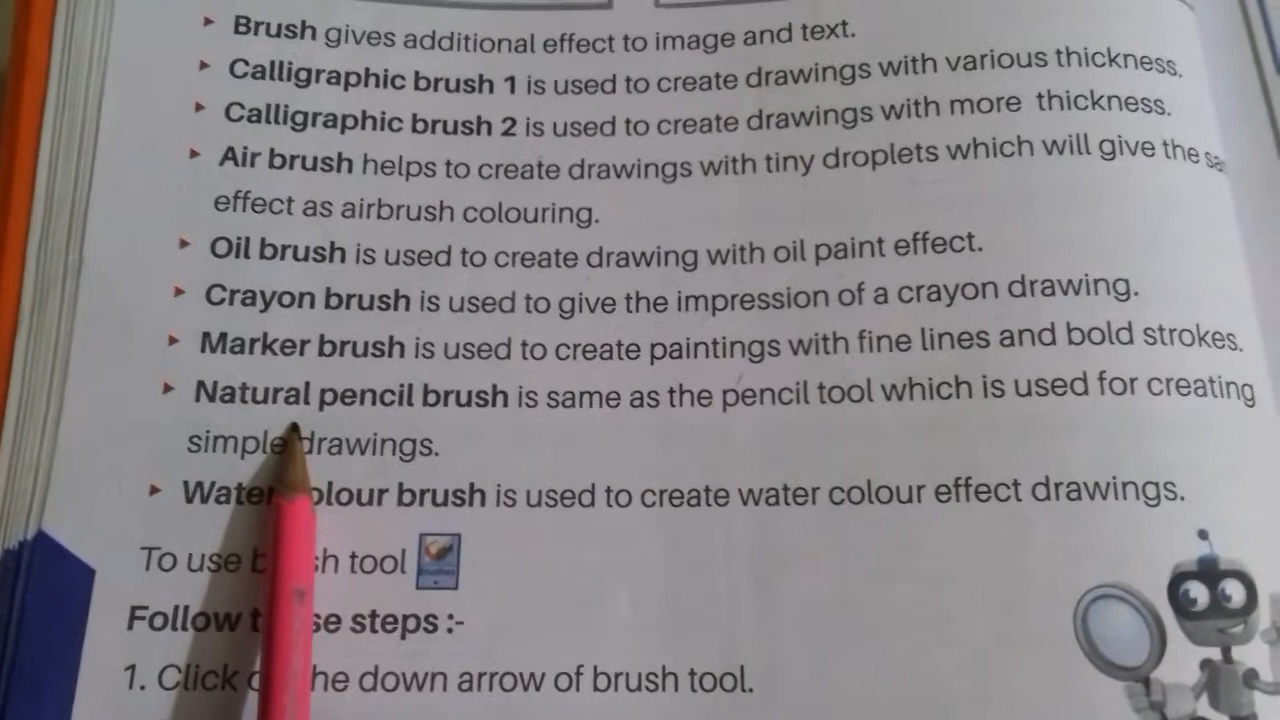 ▸ Brush gives additional effect to image and text.
▸ Calligraphic brush 1 is used to create drawings with various thickness.
▸ Calligraphic brush 2 is used to create drawings with more thickness.
▸ Air brush helps to create drawings with tiny droplets which will give the
effect as airbrush colouring.
▸ Oil brush is used to create drawing with oil paint effect.
▸ Crayon brush is used to give the impression of a crayon drawing.
▸ Marker brush is used to create paintings with fine lines and bold strokes.
▸ Natural pencil brush is same as the pencil tool which is used for creating
simple drawings.
▸ Water colour brush is used to create water colour effect drawings.
To use brush tool
Follow these steps :-
1. Click on the down arrow of brush tool.